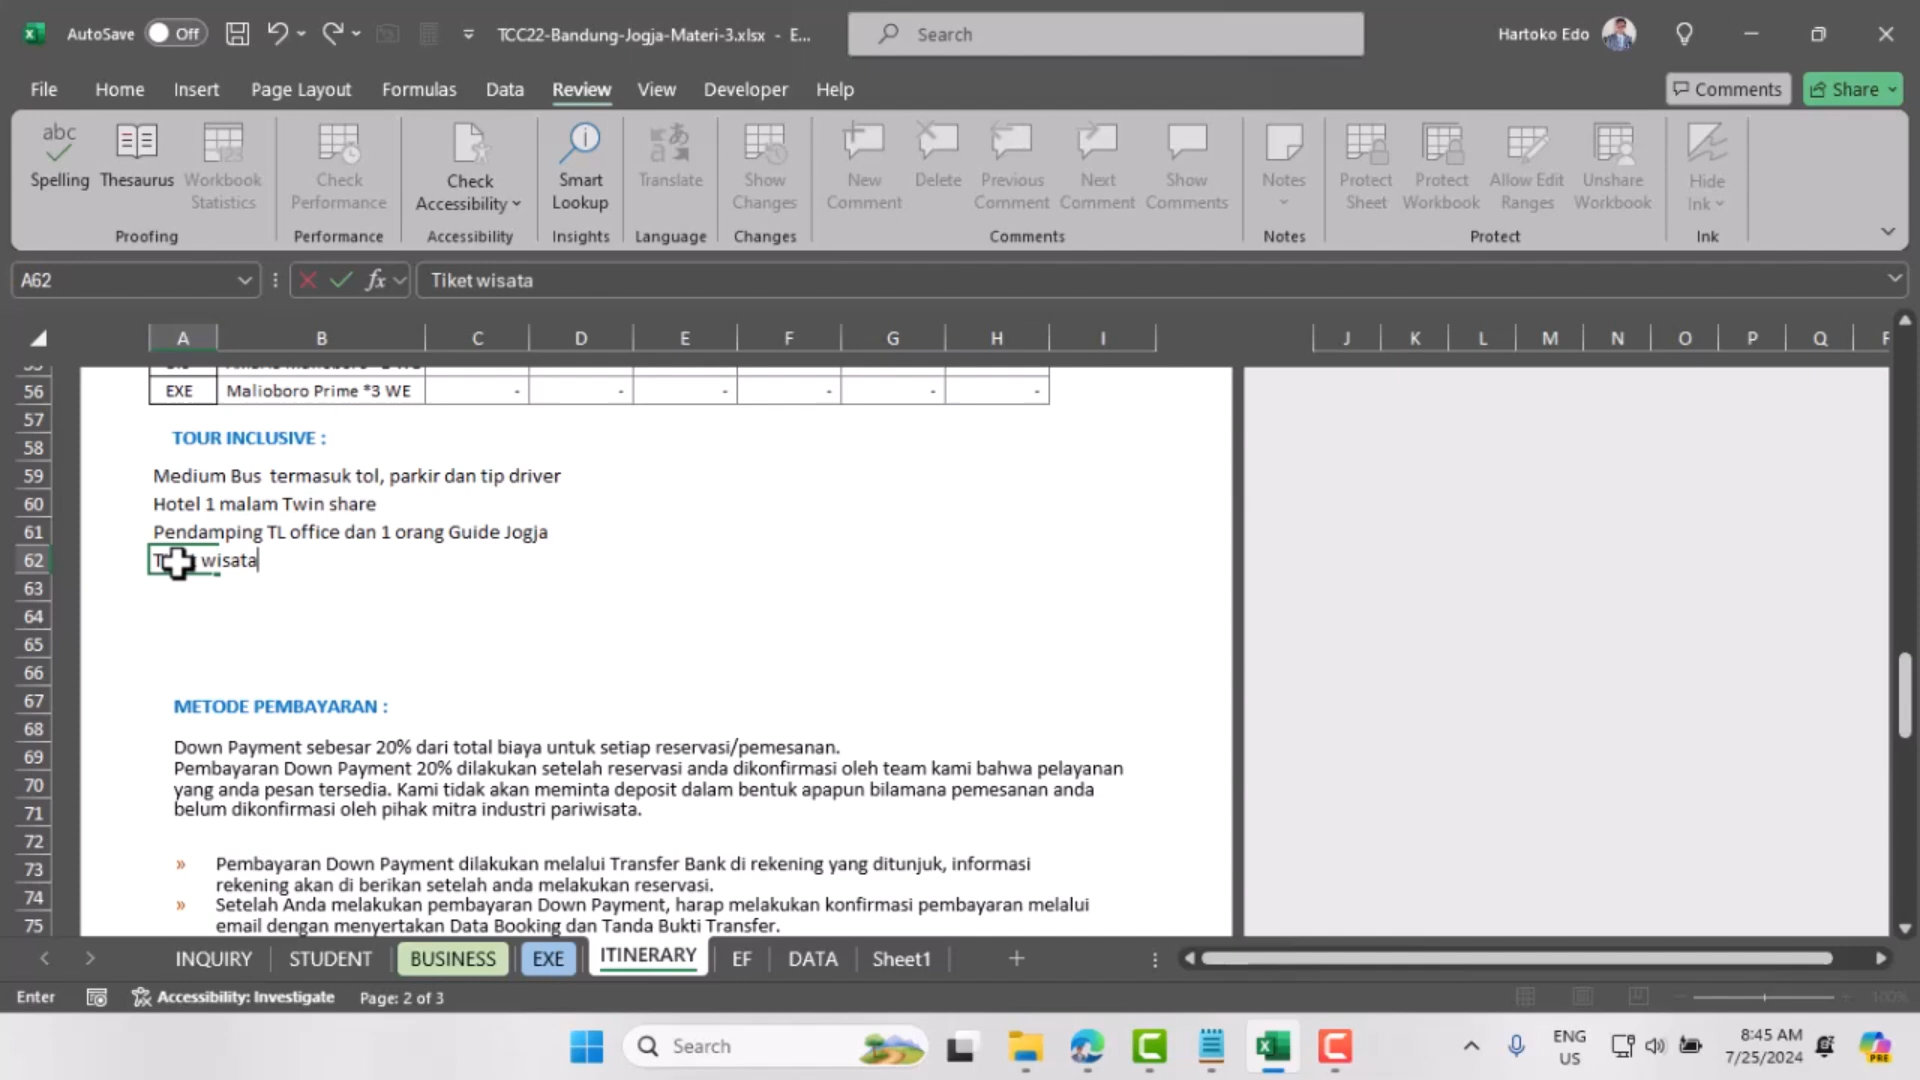 AutoSave Off TCC22-Bandung-Jogja-Materi-3.xlsx - E... Search Hartoko Edo
File Home Insert Page Layout Formulas Data Review View Developer Help Comments Share
abc
Spelling
Thesaurus
Workbook Statistics
Proofing
Check Performance
Performance
Check Accessibility
Accessibility
Smart Lookup
Insights
Translate
Language
Show Changes
Changes
New Comment
Delete
Previous Comment
Next Comment
Show Comments
Comments
Notes
Notes
Protect Sheet
Protect Workbook
Allow Edit Ranges
Unshare Workbook
Protect
Hide Ink
Ink
A62 fx Tiket wisata
A B C D E F G H I J K L M N O P Q
56 EXE Malioboro Prime *3 WE - - - - - -
57
58 TOUR INCLUSIVE :
59 Medium Bus termasuk tol, parkir dan tip driver
60 Hotel 1 malam Twin share
61 Pendamping TL office dan 1 orang Guide Jogja
62 wisata
63
64
65
66
67 METODE PEMBAYARAN :
68
69 Down Payment sebesar 20% dari total biaya untuk setiap reservasi/pemesanan.
Pembayaran Down Payment 20% dilakukan setelah reservasi anda dikonfirmasi oleh team kami bahwa pelayanan
70 yang anda pesan tersedia. Kami tidak akan meminta deposit dalam bentuk apapun bilamana pemesanan anda
71 belum dikonfirmasi oleh pihak mitra industri pariwisata.
72
73 » Pembayaran Down Payment dilakukan melalui Transfer Bank di rekening yang ditunjuk, informasi
rekening akan di berikan setelah anda melakukan reservasi.
74 » Setelah Anda melakukan pembayaran Down Payment, harap melakukan konfirmasi pembayaran melalui
75 email dengan menyertakan Data Booking dan Tanda Bukti Transfer.
INQUIRY STUDENT BUSINESS EXE ITINERARY EF DATA Sheet1
Enter Accessibility: Investigate Page: 2 of 3 100%
Search
ENG
US
8:45 AM
7/25/2024
PRE